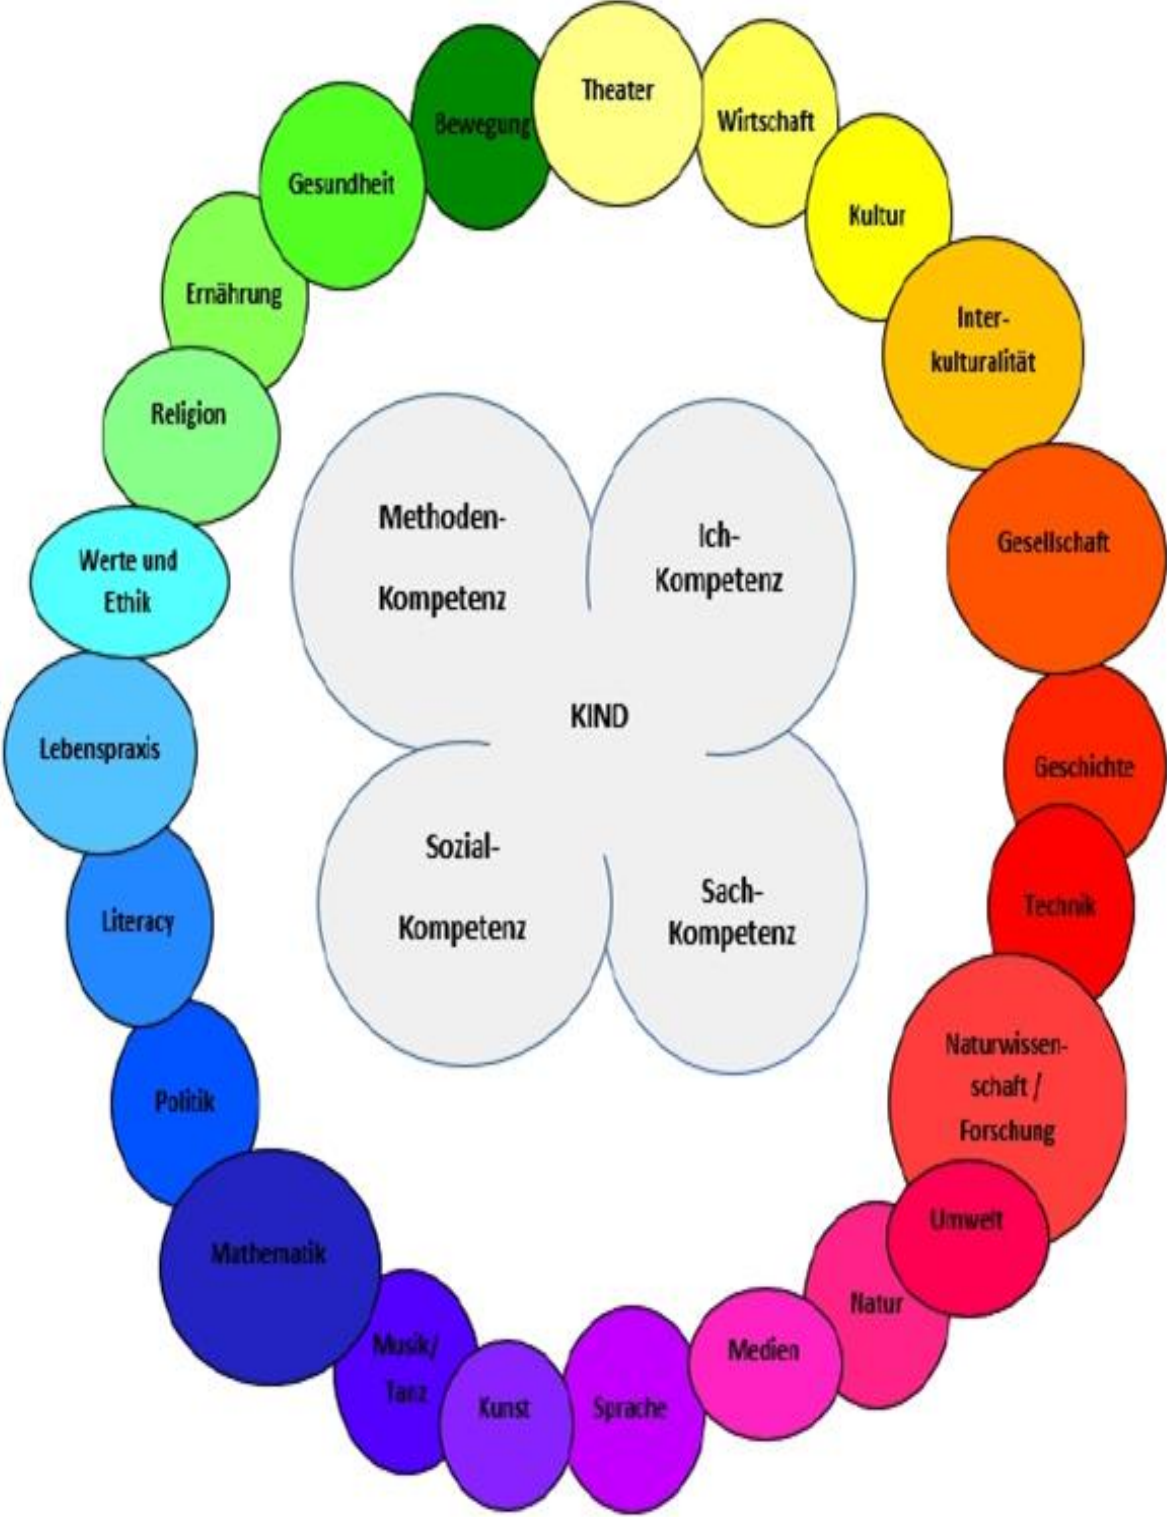 Theater
Wirtschaft
Kultur
Inter-
kulturalität
Gesellschaft
Geschichte
Technik
Naturwissen-
schaft /
Forschung
Umwelt
Natur
Medien
Sprache
Kunst
Musik/
Tanz
Mathematik
Politik
Literacy
Lebenspraxis
Werte und
Ethik
Religion
Ernährung
Gesundheit
Bewegung
Methoden-
Kompetenz
Ich-
Kompetenz
KIND
Sozial-
Kompetenz
Sach-
Kompetenz